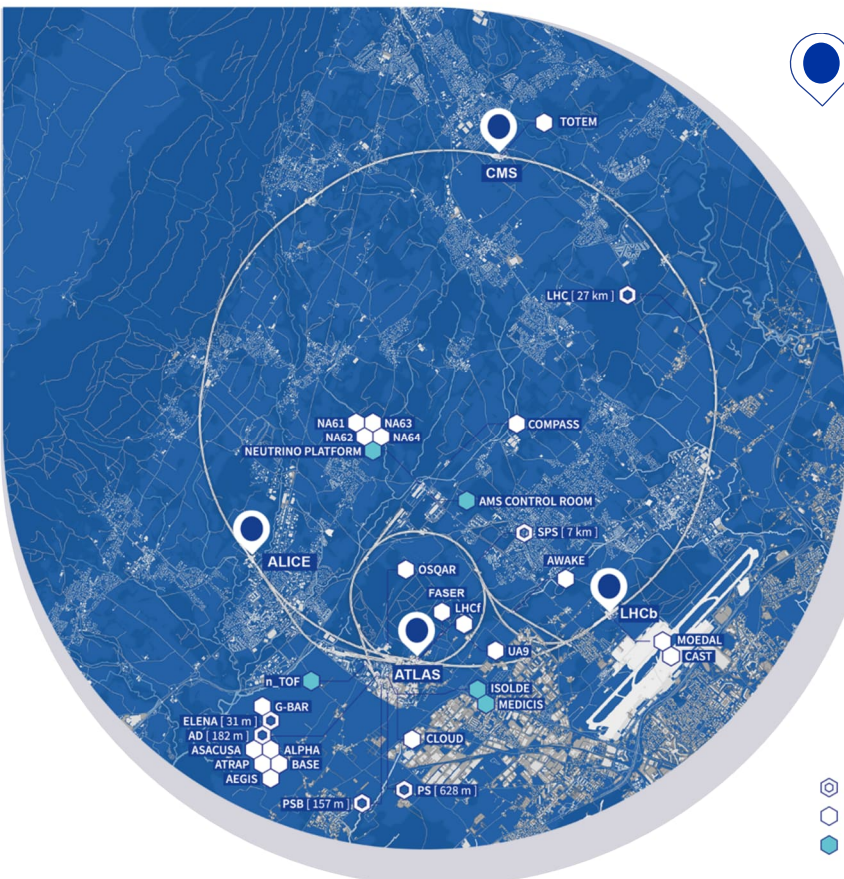 TOTEM
CMS
LHC [ 27 km ]
NA61 NA63
NA62 NA64
NEUTRINO PLATFORM
COMPASS
AMS CONTROL ROOM
SPS [ 7 km ]
ALICE
OSQAR
AWAKE
FASER
LHCf
LHCb
UA9
MOEDAL
CAST
ATLAS
n_TOF
ISOLDE
MEDICIS
G-BAR
ELENA [ 31 m ]
AD [ 182 m ]
ASACUSA ALPHA
ATRAP BASE
AEGIS
CLOUD
PS [ 628 m ]
PSB [ 157 m ]